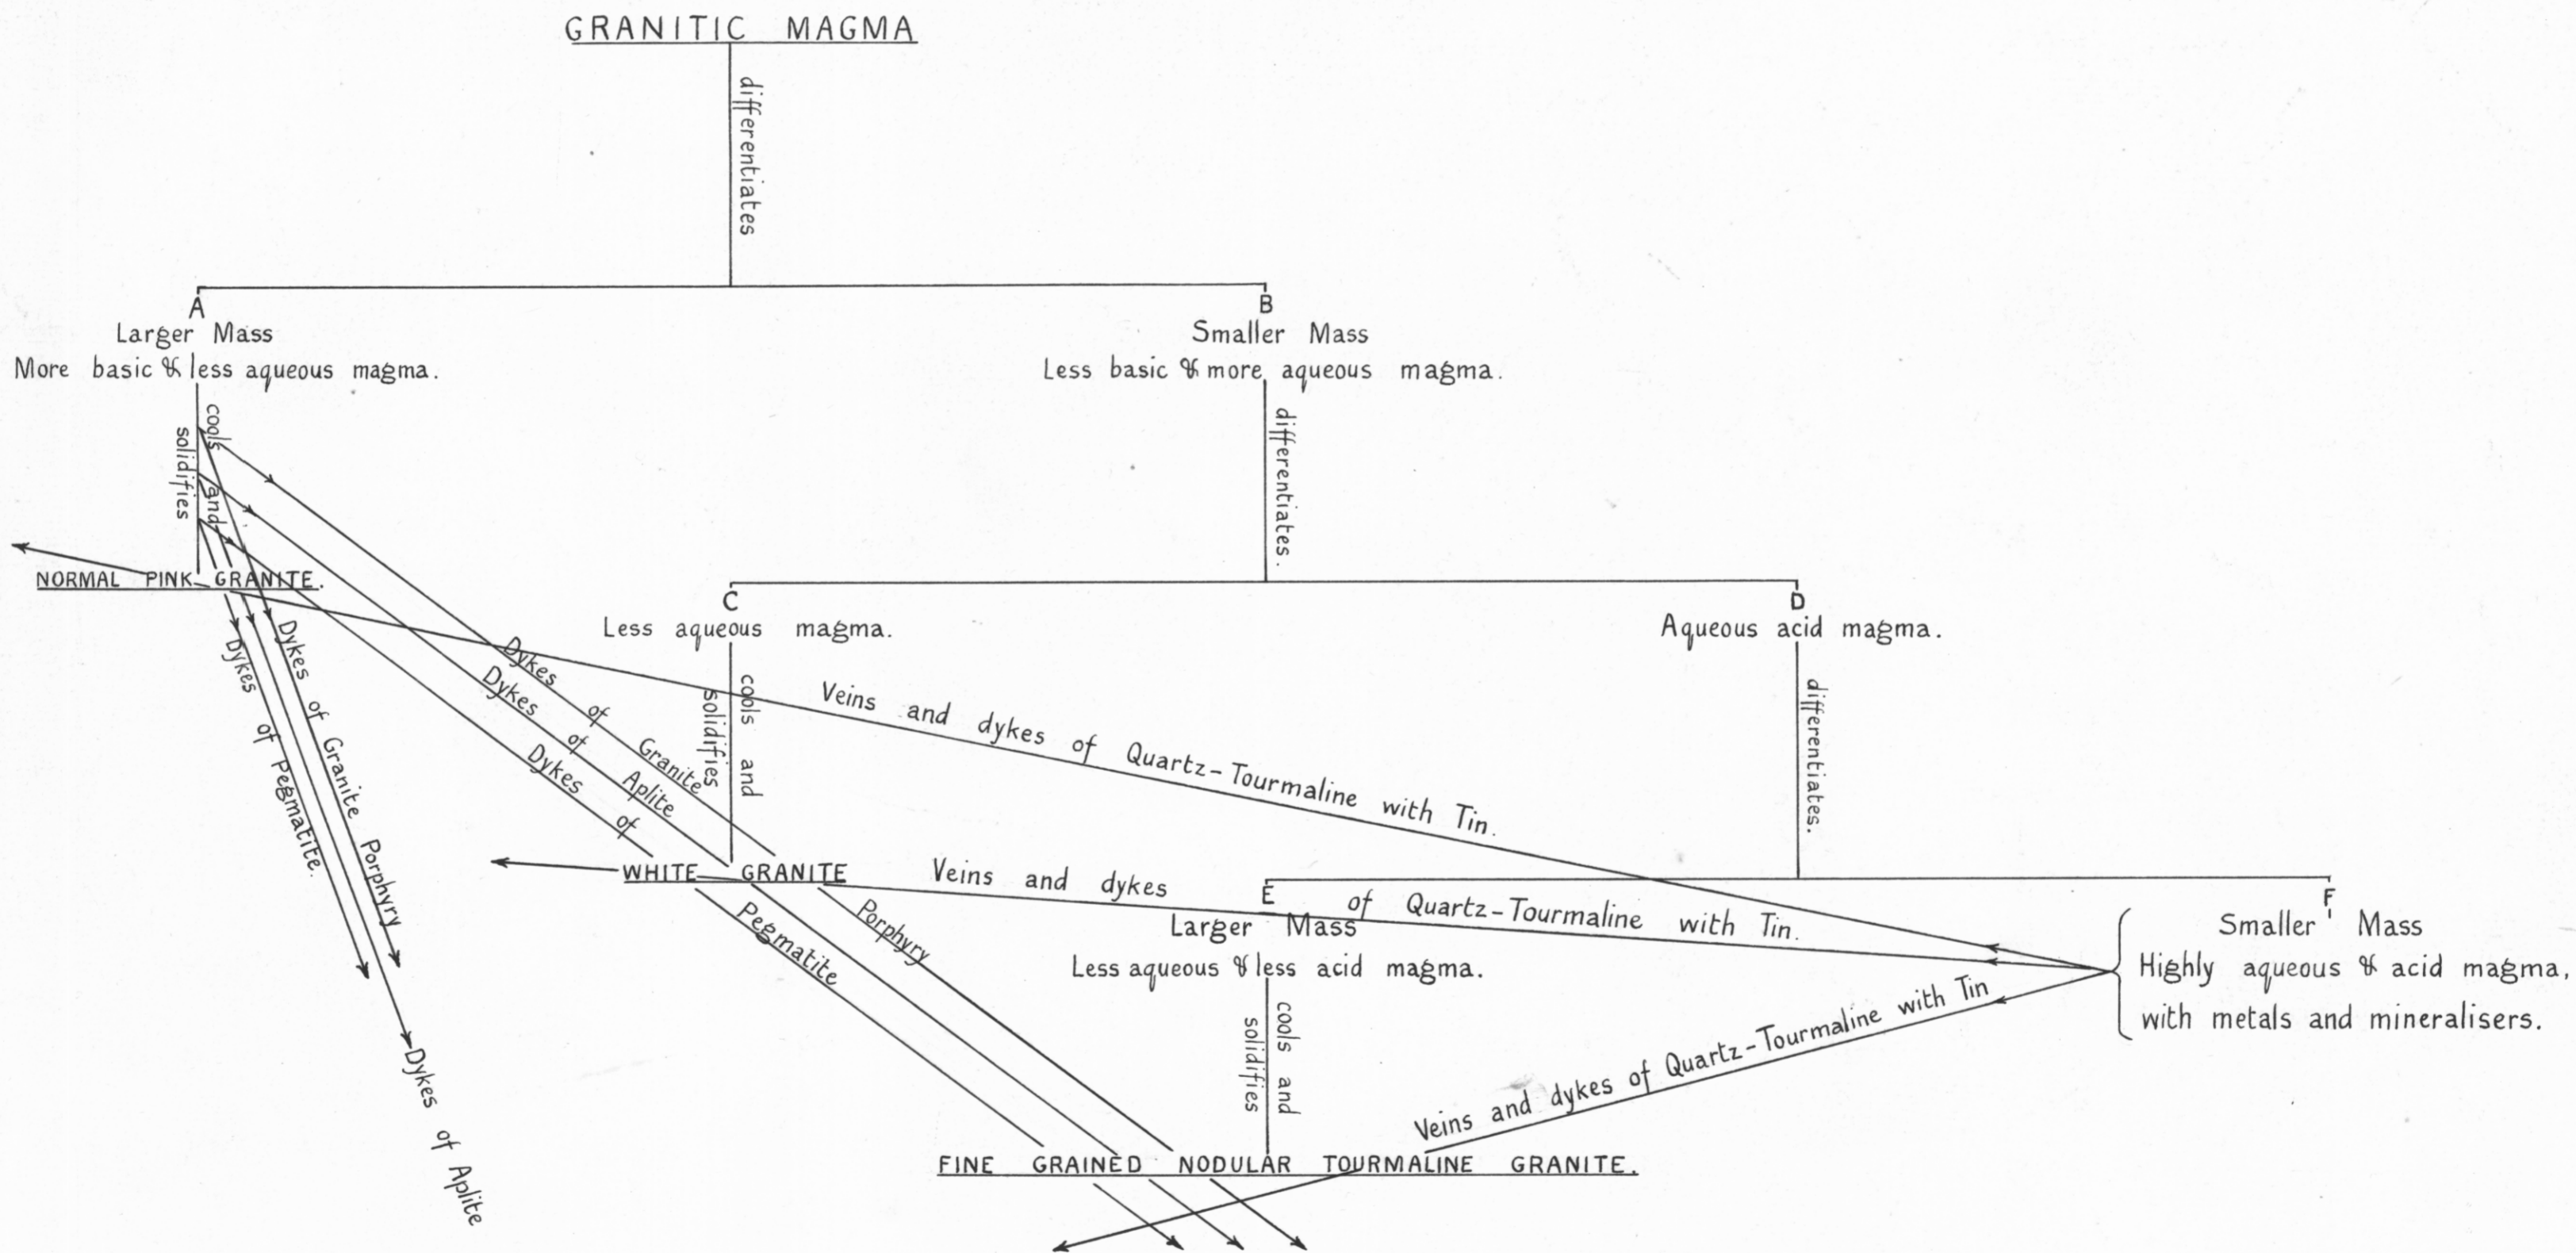 GRANITIC MAGMA
differentiates
A
Larger Mass
More basic & less aqueous magma.
B
Smaller Mass
Less basic & more aqueous magma.
cools and
solidifies
differentiates.
NORMAL PINK GRANITE.
C
Less aqueous magma.
D
Aqueous acid magma.
Dykes of Pegmatite.
Dykes of Granite Porphyry
Dykes of Aplite
Dykes of Granite Porphyry
Dykes of Aplite
Dykes of Pegmatite
cools and
solidifies
Veins and dykes of Quartz-Tourmaline with Tin.
differentiates.
WHITE GRANITE
Veins and dykes of Quartz-Tourmaline with Tin.
E
Larger Mass
Less aqueous & less acid magma.
F
Smaller Mass
Highly aqueous & acid magma,
with metals and mineralisers.
cools and
solidifies
Veins and dykes of Quartz-Tourmaline with Tin
FINE GRAINED NODULAR TOURMALINE GRANITE.